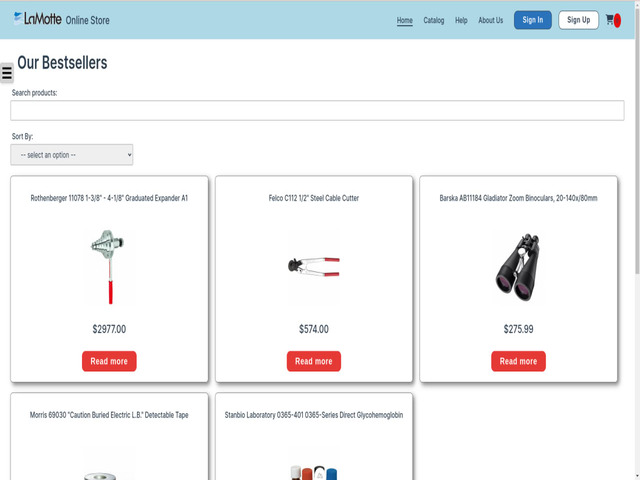 LaMotte Online Store
Home Catalog Help About Us Sign In Sign Up
Our Bestsellers
Search products:
Sort By:
-- select an option --
Rothenberger 11078 1-3/8" - 4-1/8" Graduated Expander A1
Felco C112 1/2" Steel Cable Cutter
Barska AB11184 Gladiator Zoom Binoculars, 20-140x/80mm
$2977.00
$574.00
$275.99
Read more
Read more
Read more
Morris 69030 "Caution Buried Electric L.B." Detectable Tape
Stanbio Laboratory 0365-401 0365-Series Direct Glycohemoglobin